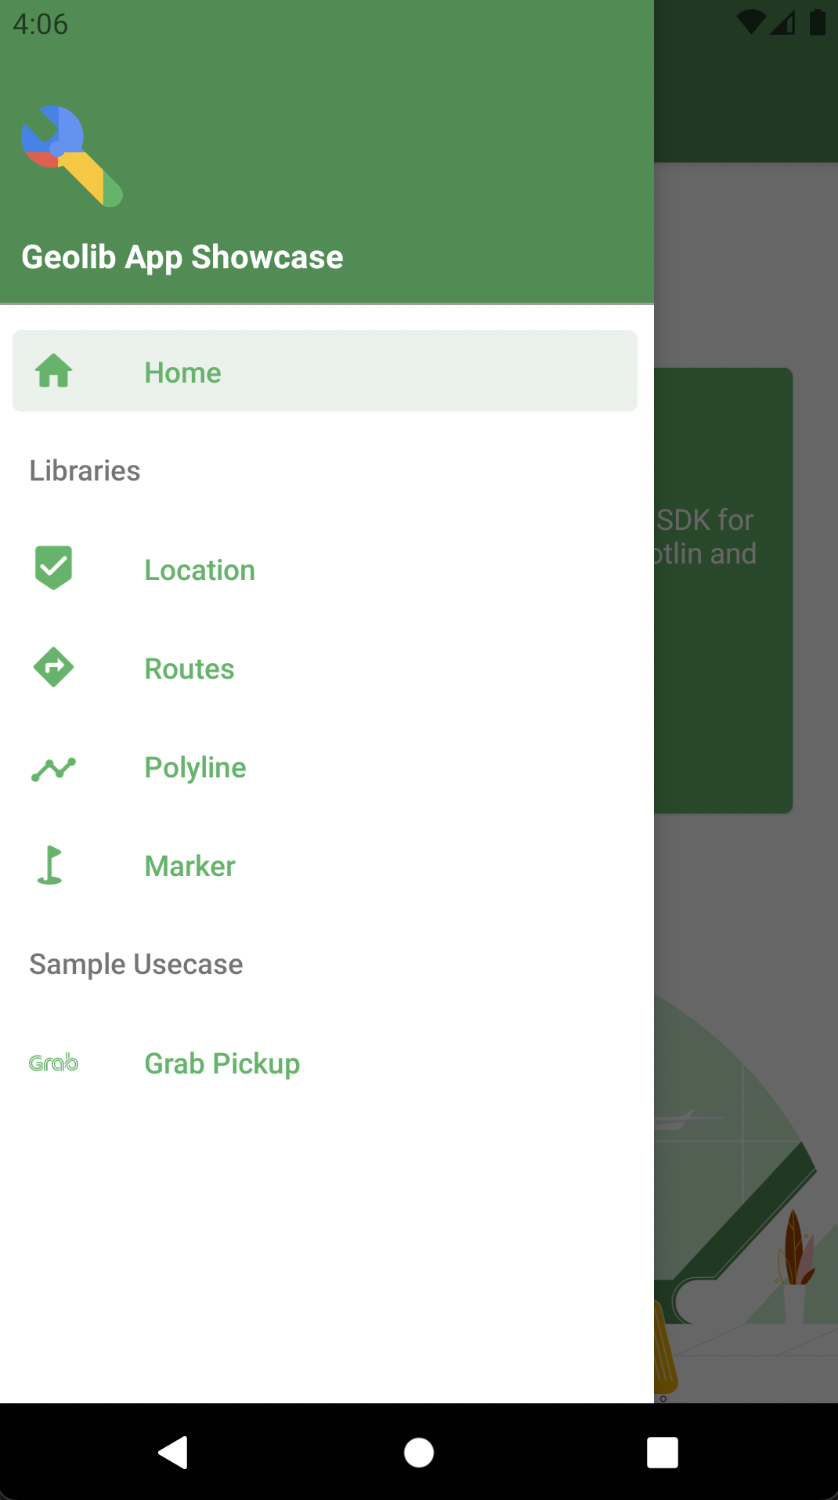 4:06
Geolib App Showcase
Home
Libraries
SDK for
and
Location
Routes
Polyline
Marker
Sample Usecase
Grab
Grab Pickup